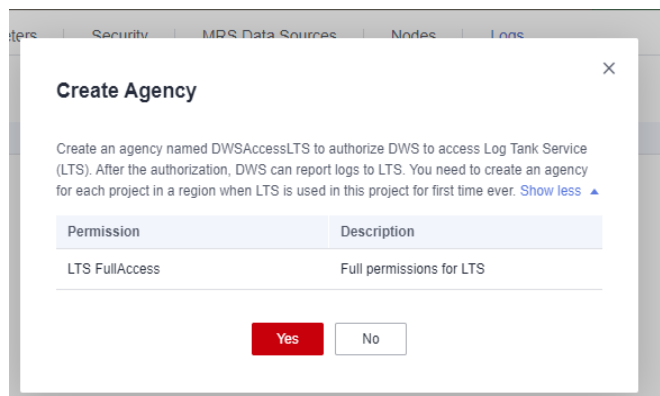 Security
MRS Data Sources
Nodes
Logs
Create Agency
Create an agency named DWSAccessLTS to authorize DWS to access Log Tank Service
(LTS). After the authorization, DWS can report logs to LTS. You need to create an agency
for each project in a region when LTS is used in this project for first time ever. Show less
Permission Description
LTS FullAccess Full permissions for LTS
Yes No